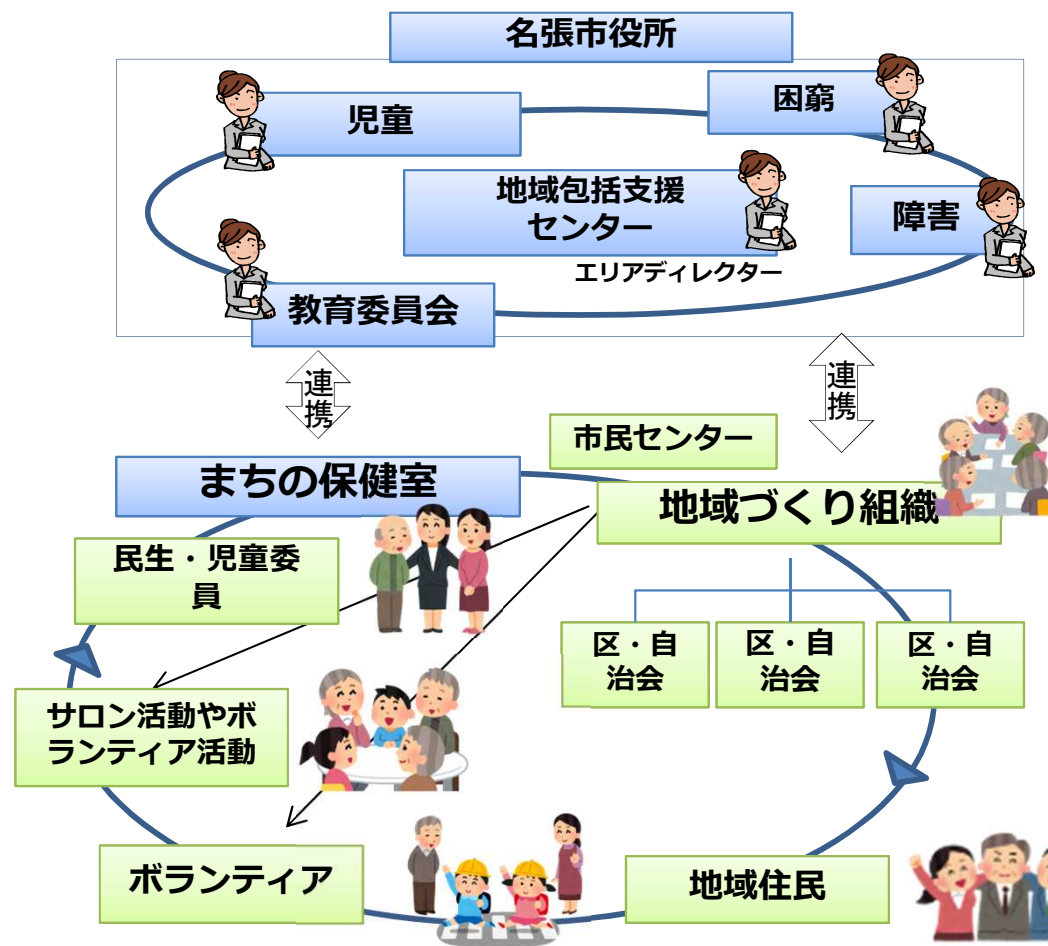 名張市役所
児童
困窮
地域包括支援
センター
障害
エリアディレクター
教育委員会
連
携
連
携
市民センター
まちの保健室
地域づくり組織
民生・児童委
員
区・自
治会
区・自
治会
区・自
治会
サロン活動やボ
ランティア活動
ボランティア
地域住民